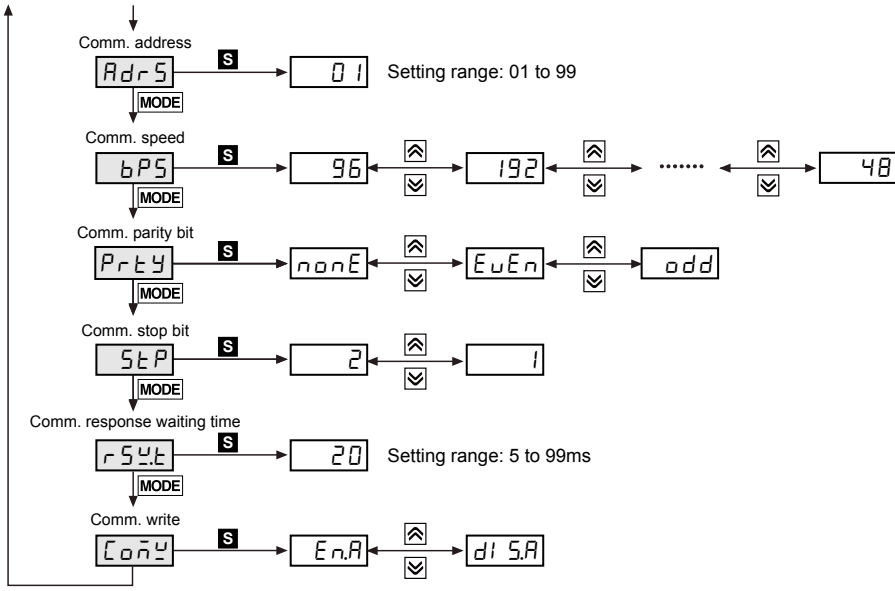 Comm. address
AdrS S 01 Setting range: 01 to 99
MODE
Comm. speed
bPS S 96 192 ....... 48
MODE
Comm. parity bit
PrtY S nonE EvEn odd
MODE
Comm. stop bit
StP S 2 1
MODE
Comm. response waiting time
rSW.t S 20 Setting range: 5 to 99ms
MODE
Comm. write
ComW S En.A dIS.A